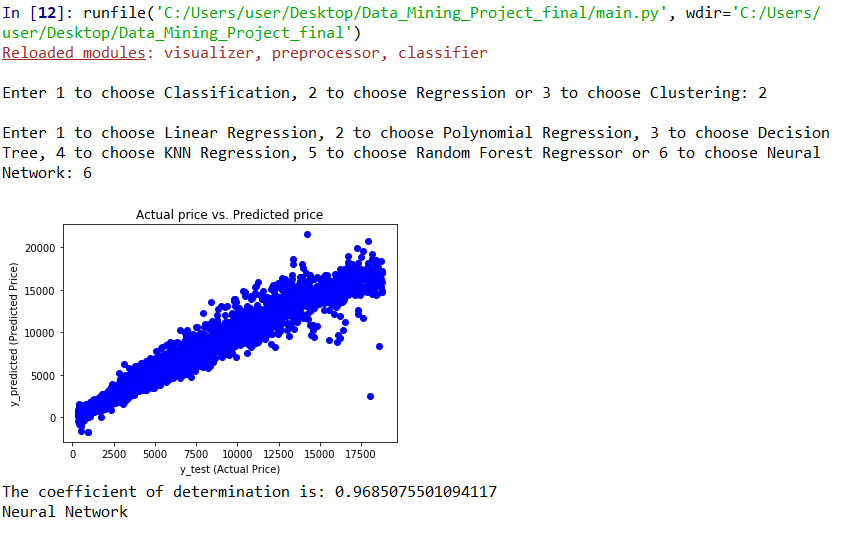 In [12]: runfile('C:/Users/user/Desktop/Data_Mining_Project_final/main.py', wdir='C:/Users/
user/Desktop/Data_Mining_Project_final')
Reloaded modules: visualizer, preprocessor, classifier
Enter 1 to choose Classification, 2 to choose Regression or 3 to choose Clustering: 2
Enter 1 to choose Linear Regression, 2 to choose Polynomial Regression, 3 to choose Decision
Tree, 4 to choose KNN Regression, 5 to choose Random Forest Regressor or 6 to choose Neural
Network: 6
Actual price vs. Predicted price
y_predicted (Predicted Price)
20000
15000
10000
5000
0
0 2500 5000 7500 10000 12500 15000 17500
y_test (Actual Price)
The coefficient of determination is: 0.9685075501094117
Neural Network